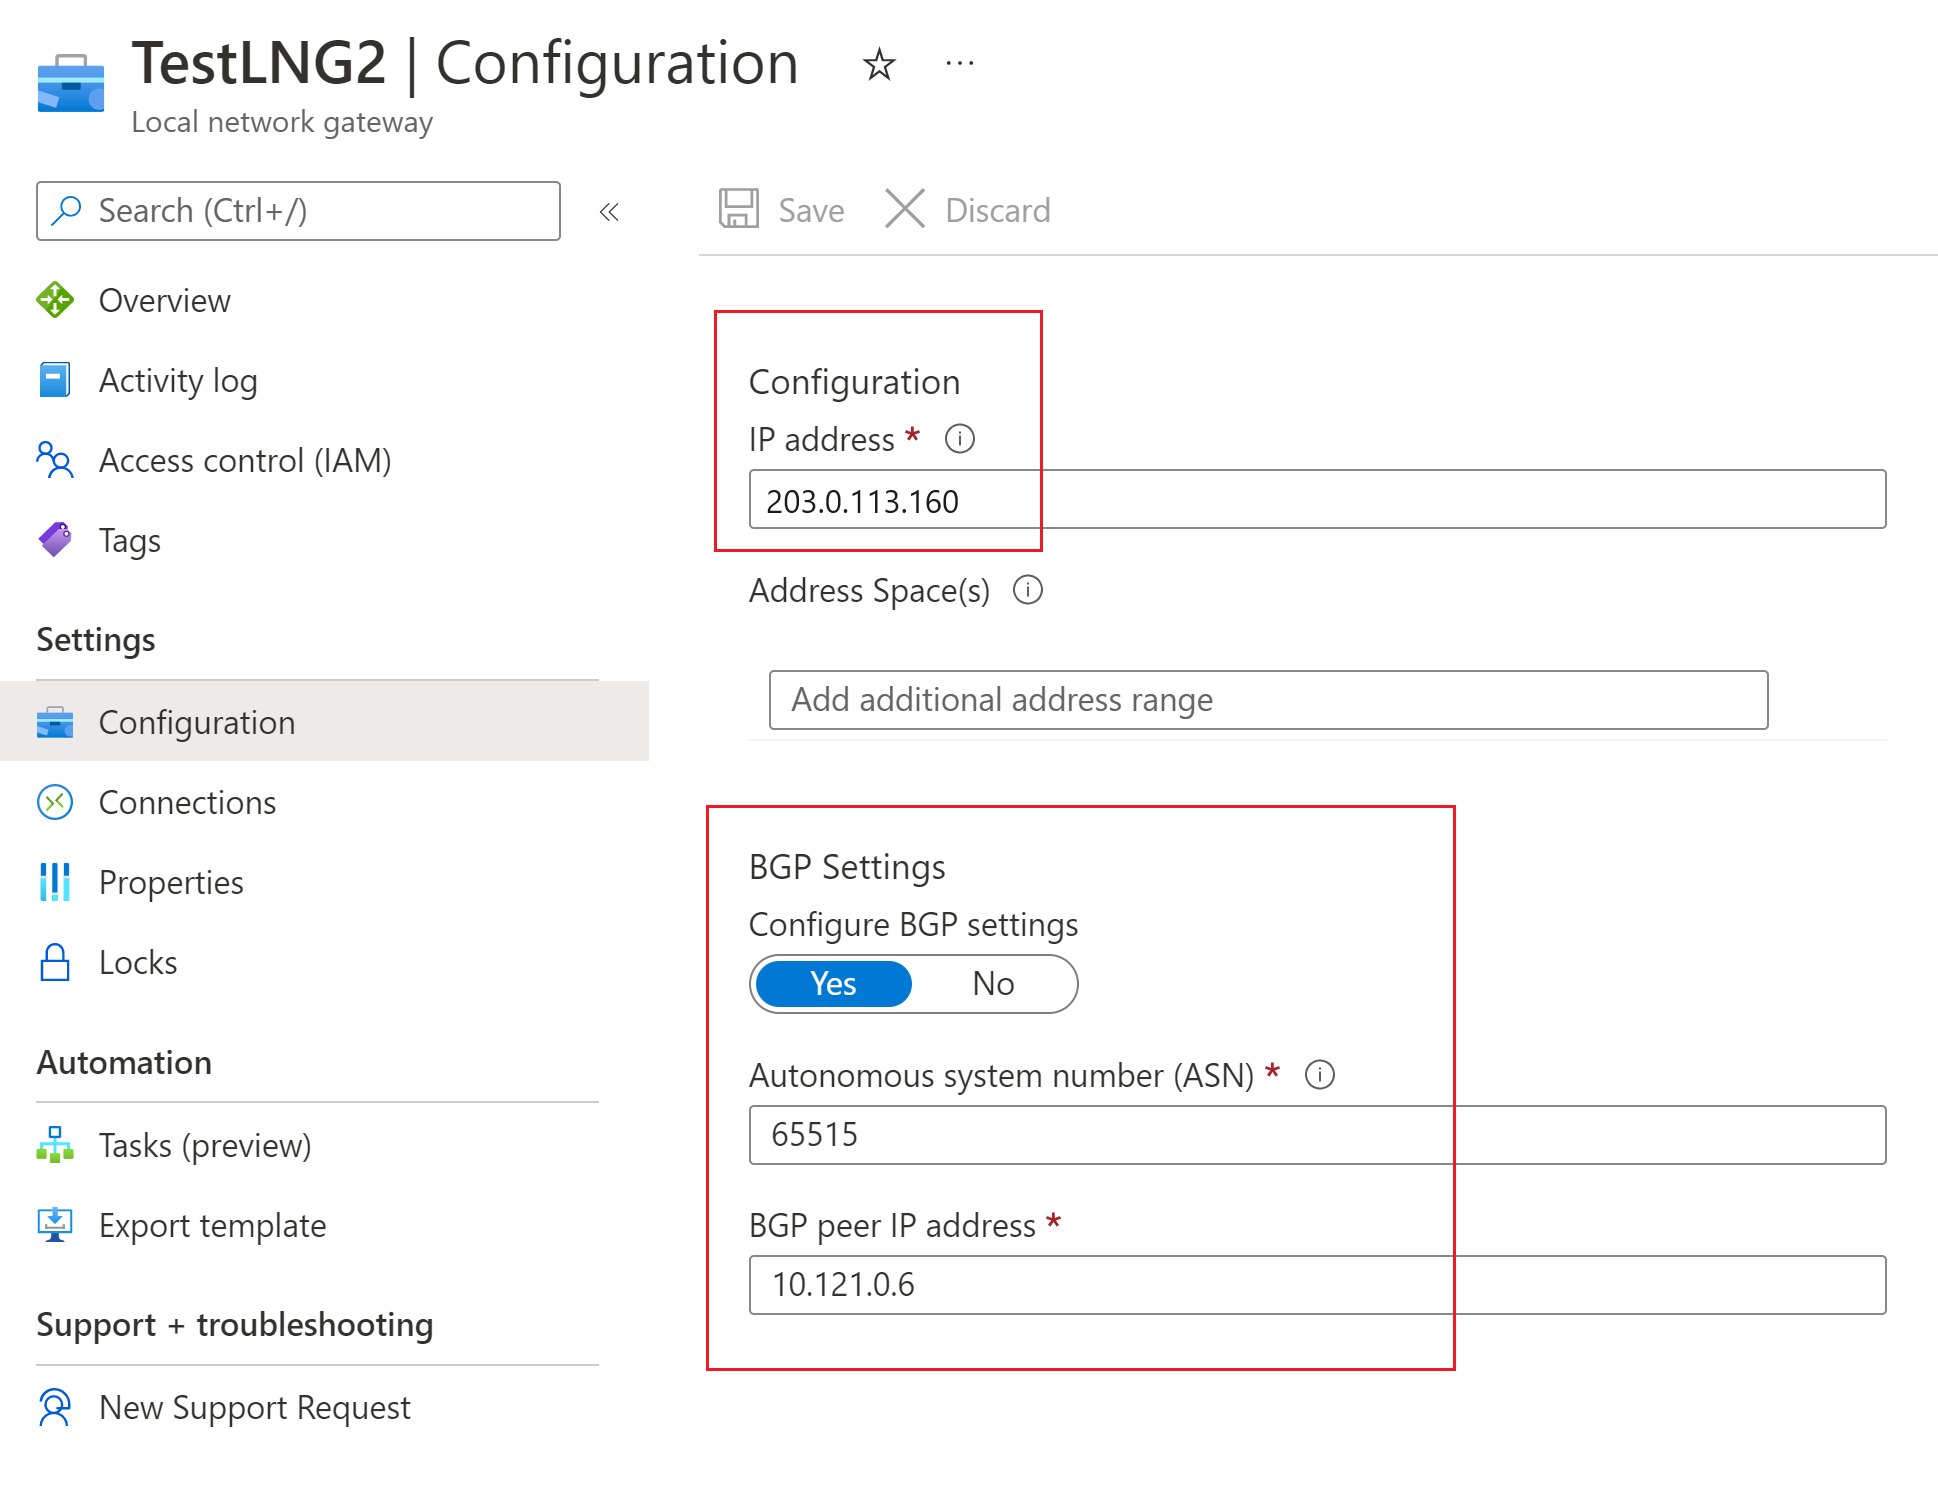 TestLNG2 | Configuration
Local network gateway
Search (Ctrl+/)
Overview
Activity log
Access control (IAM)
Tags
Settings
Configuration
Connections
Properties
Locks
Automation
Tasks (preview)
Export template
Support + troubleshooting
New Support Request
Save Discard
Configuration
IP address *
203.0.113.160
Address Space(s)
Add additional address range
BGP Settings
Configure BGP settings
Yes No
Autonomous system number (ASN) *
65515
BGP peer IP address *
10.121.0.6